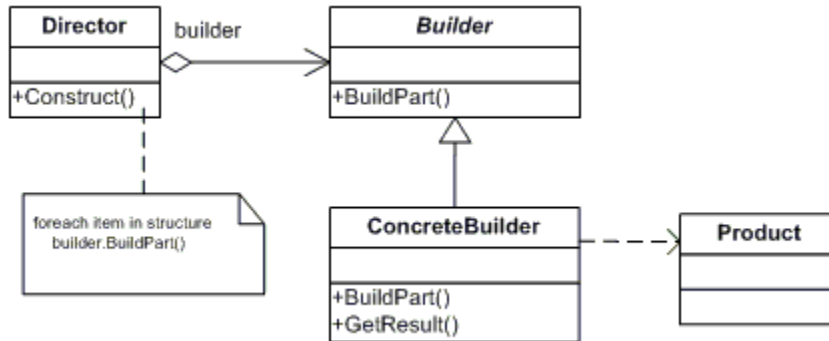 Director
builder
Builder
+Construct()
+BuildPart()
foreach item in structure
builder.BuildPart()
ConcreteBuilder
Product
+BuildPart()
+GetResult()